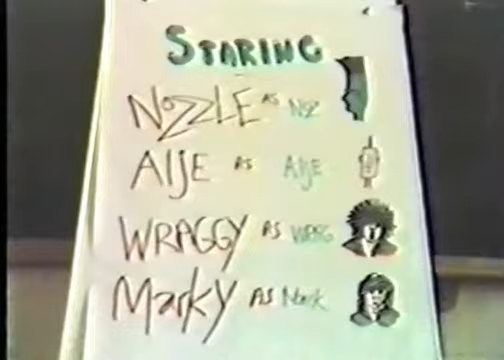 STARING
NOZZLE AS NOZ
AIJE AS AIJE
WRAGGY AS WRAG
MarKY AS Mark